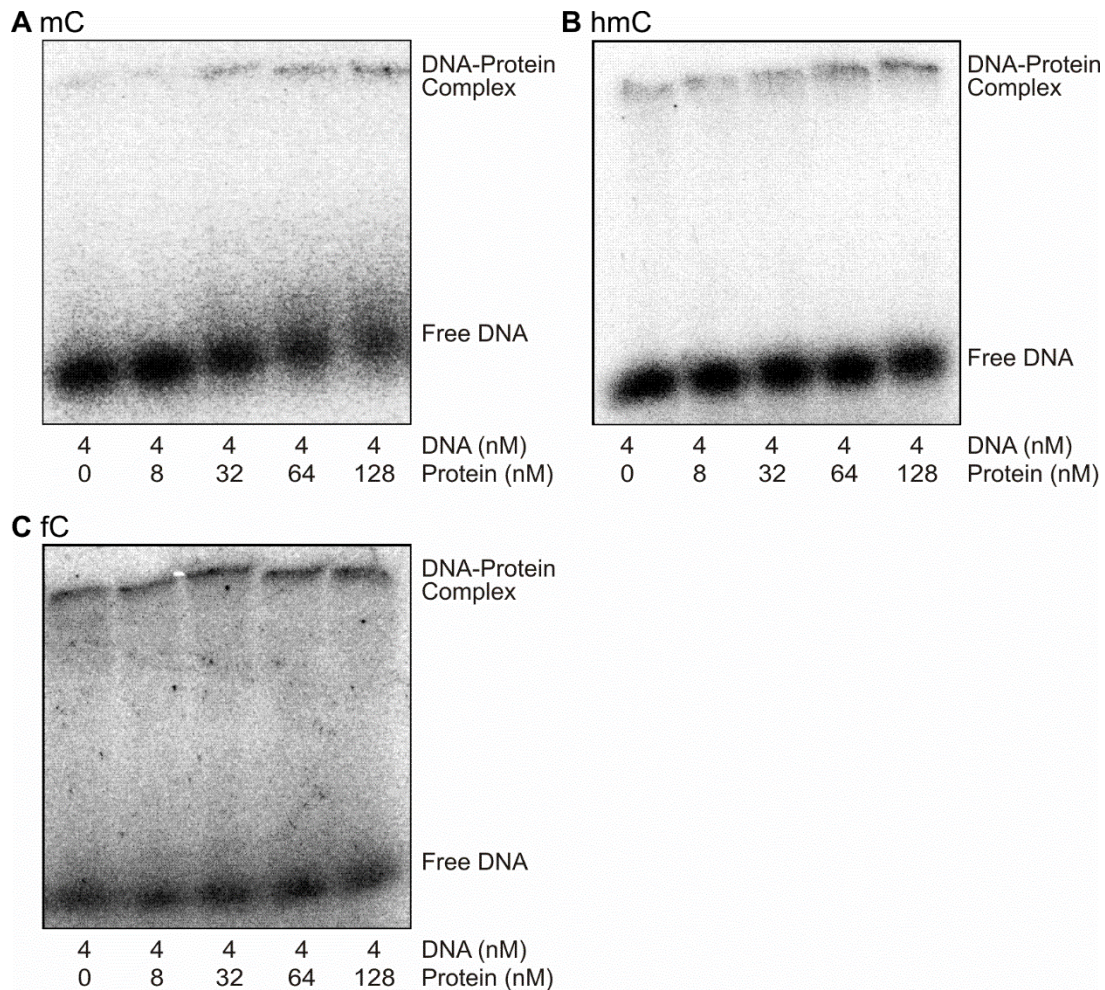 A mC
DNA-Protein
Complex
Free DNA
4 4 4 4 4 DNA (nM)
0 8 32 64 128 Protein (nM)
B hmC
DNA-Protein
Complex
Free DNA
4 4 4 4 4 DNA (nM)
0 8 32 64 128 Protein (nM)
C fC
DNA-Protein
Complex
Free DNA
4 4 4 4 4 DNA (nM)
0 8 32 64 128 Protein (nM)